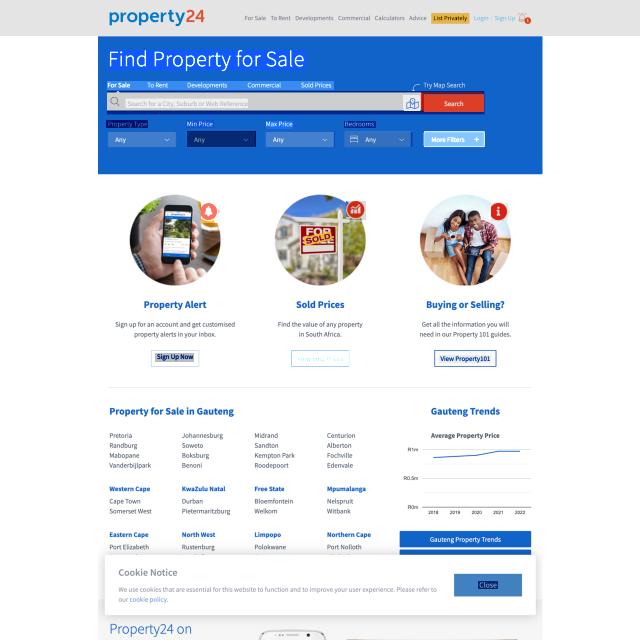 property24
For Sale To Rent Developments Commercial Calculators Advice List Privately Login | Sign Up
Find Property for Sale
For Sale To Rent Developments Commercial Sold Prices Try Map Search
Search for a City, Suburb or Web Reference Search
Property Type Min Price Max Price Bedrooms
Any Any Any Any More Filters +
FOR
SOLD
Property Alert Sold Prices Buying or Selling?
Sign up for an account and get customised
property alerts in your inbox.
Find the value of any property
in South Africa.
Get all the information you will
need in our Property 101 guides.
Sign Up Now
View Property101
Property for Sale in Gauteng
Pretoria Johannesburg Midrand Centurion
Randburg Soweto Sandton Alberton
Mabopane Boksburg Kempton Park Fochville
Vanderbijlpark Benoni Roodepoort Edenvale
Western Cape KwaZulu Natal Free State Mpumalanga
Cape Town Durban Bloemfontein Nelspruit
Somerset West Pietermaritzburg Welkom Witbank
Eastern Cape North West Limpopo Northern Cape
Port Elizabeth Rustenburg Polokwane Port Nolloth
Gauteng Trends
Average Property Price
R1m
R0.5m
R0m
2018 2019 2020 2021 2022
Gauteng Property Trends
Cookie Notice
We use cookies that are essential for this website to function and to improve your user experience. Please refer to
our cookie policy.
Close
Property24 on